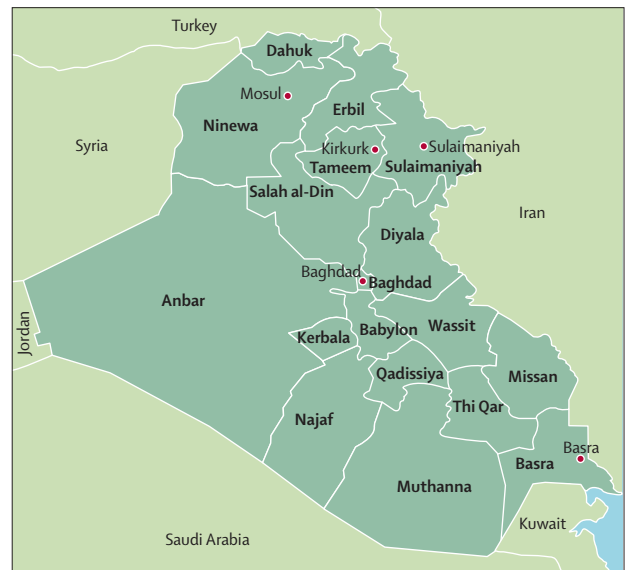 Turkey
Dahuk
Mosul
Erbil
Ninewa
Syria
Kirkurk
Sulaimaniyah
Tameem
Sulaimaniyah
Salah al-Din
Iran
Diyala
Baghdad
Baghdad
Anbar
Jordan
Kerbala
Babylon
Wassit
Qadissiya
Missan
Thi Qar
Najaf
Basra
Basra
Muthanna
Kuwait
Saudi Arabia